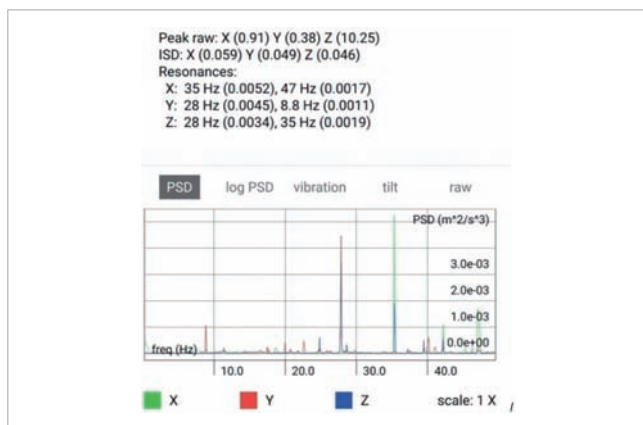 Peak raw: X (0.91) Y (0.38) Z (10.25)
ISD: X (0.059) Y (0.049) Z (0.046)
Resonances:
X: 35 Hz (0.0052), 47 Hz (0.0017)
Y: 28 Hz (0.0045), 8.8 Hz (0.0011)
Z: 28 Hz (0.0034), 35 Hz (0.0019)
PSD log PSD vibration tilt raw
PSD (m^2/s^3)
3.0e-03
2.0e-03
1.0e-03
0.0e+00
freq (Hz)
10.0 20.0 30.0 40.0
X Y Z scale: 1 X